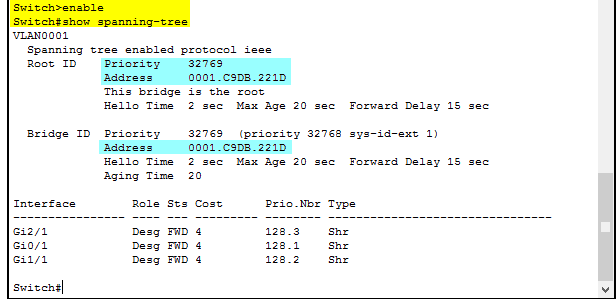 Switch>enable
Switch#show spanning-tree
VLAN0001
Spanning tree enabled protocol ieee
Root ID Priority 32769
Address 0001.C9DB.221D
This bridge is the root
Hello Time 2 sec Max Age 20 sec Forward Delay 15 sec
Bridge ID Priority 32769 (priority 32768 sys-id-ext 1)
Address 0001.C9DB.221D
Hello Time 2 sec Max Age 20 sec Forward Delay 15 sec
Aging Time 20
Interface Role Sts Cost Prio.Nbr Type
---------------- ---- --- --------- -------- --------------------------------
Gi2/1 Desg FWD 4 128.3 Shr
Gi0/1 Desg FWD 4 128.1 Shr
Gi1/1 Desg FWD 4 128.2 Shr
Switch#